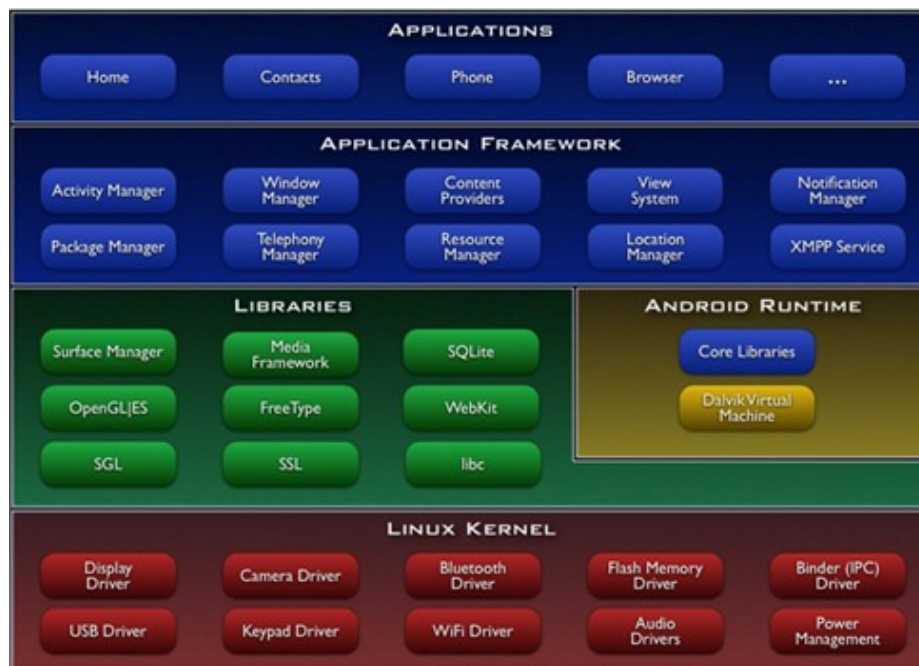 APPLICATIONS
Home
Contacts
Phone
Browser
...
APPLICATION FRAMEWORK
Activity Manager
Window
Manager
Content
Providers
View
System
Notification
Manager
Package Manager
Telephony
Manager
Resource
Manager
Location
Manager
XMPP Service
LIBRARIES
Surface Manager
Media
Framework
SQLite
OpenGL|ES
FreeType
WebKit
SGL
SSL
libc
ANDROID RUNTIME
Core Libraries
Dalvik Virtual
Machine
LINUX KERNEL
Display
Driver
Camera Driver
Bluetooth
Driver
Flash Memory
Driver
Binder (IPC)
Driver
USB Driver
Keypad Driver
WiFi Driver
Audio
Drivers
Power
Management